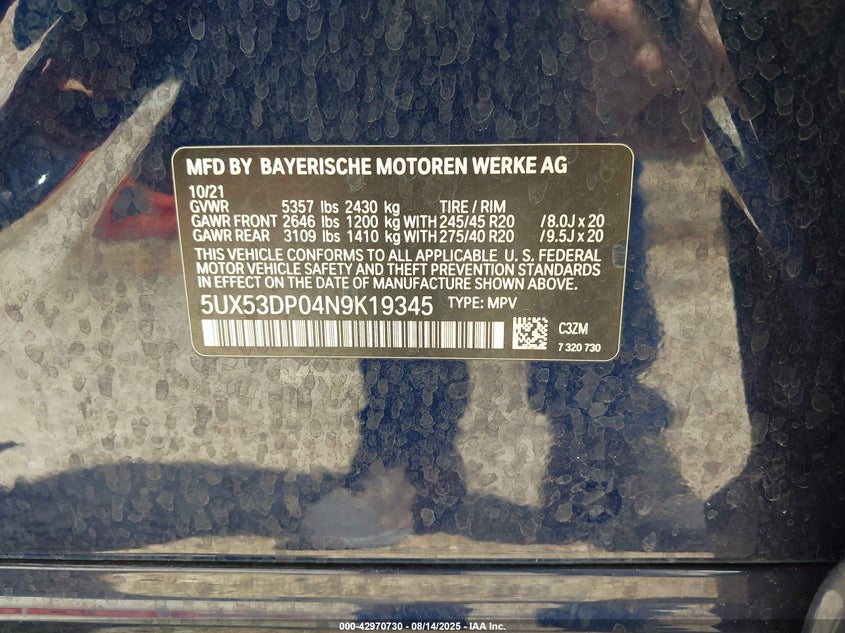 MFD BY BAYERISCHE MOTOREN WERKE AG
10/21
GVWR 5357 lbs 2430 kg TIRE / RIM
GAWR FRONT 2646 lbs 1200 kg WITH 245/45 R20 /8.0J x 20
GAWR REAR 3109 lbs 1410 kg WITH 275/40 R20 /9.5J x 20
THIS VEHICLE CONFORMS TO ALL APPLICABLE U. S. FEDERAL
MOTOR VEHICLE SAFETY AND THEFT PREVENTION STANDARDS
IN EFFECT ON THE DATE OF MANUFACTURE SHOWN ABOVE.
5UX53DP04N9K19345 TYPE: MPV
C3ZM
7 320 730
000-42970730 - 08/14/2025 - IAA Inc.